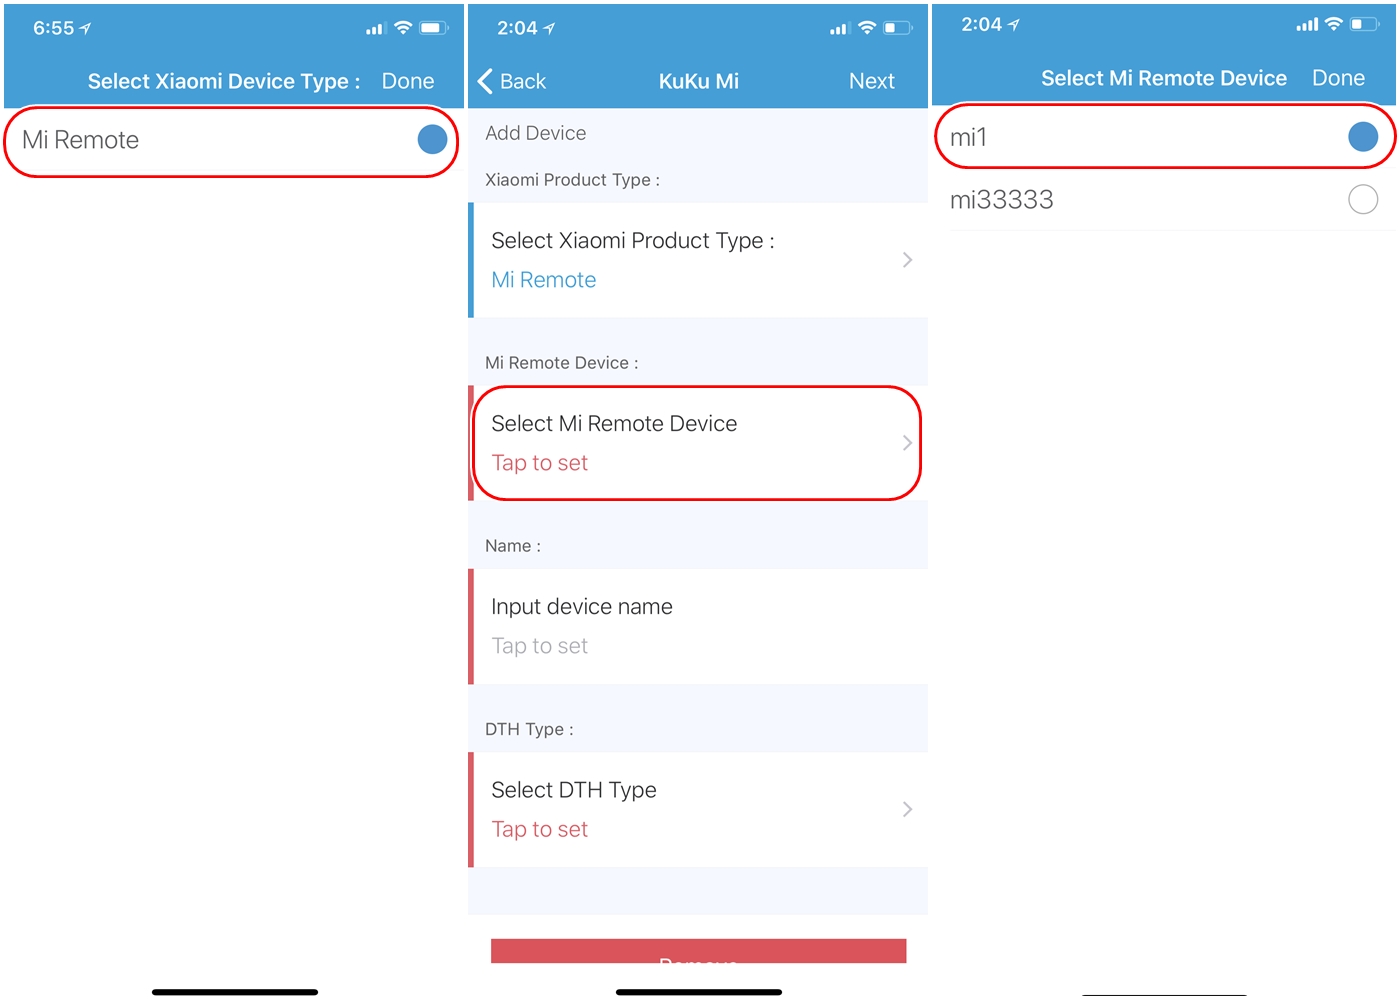 6:55
Select Xiaomi Device Type : Done
Mi Remote
2:04
Back KuKu Mi Next
Add Device
Xiaomi Product Type :
Select Xiaomi Product Type :
Mi Remote
Mi Remote Device :
Select Mi Remote Device
Tap to set
Name :
Input device name
Tap to set
DTH Type :
Select DTH Type
Tap to set
Remove
2:04
Select Mi Remote Device Done
mi1
mi33333